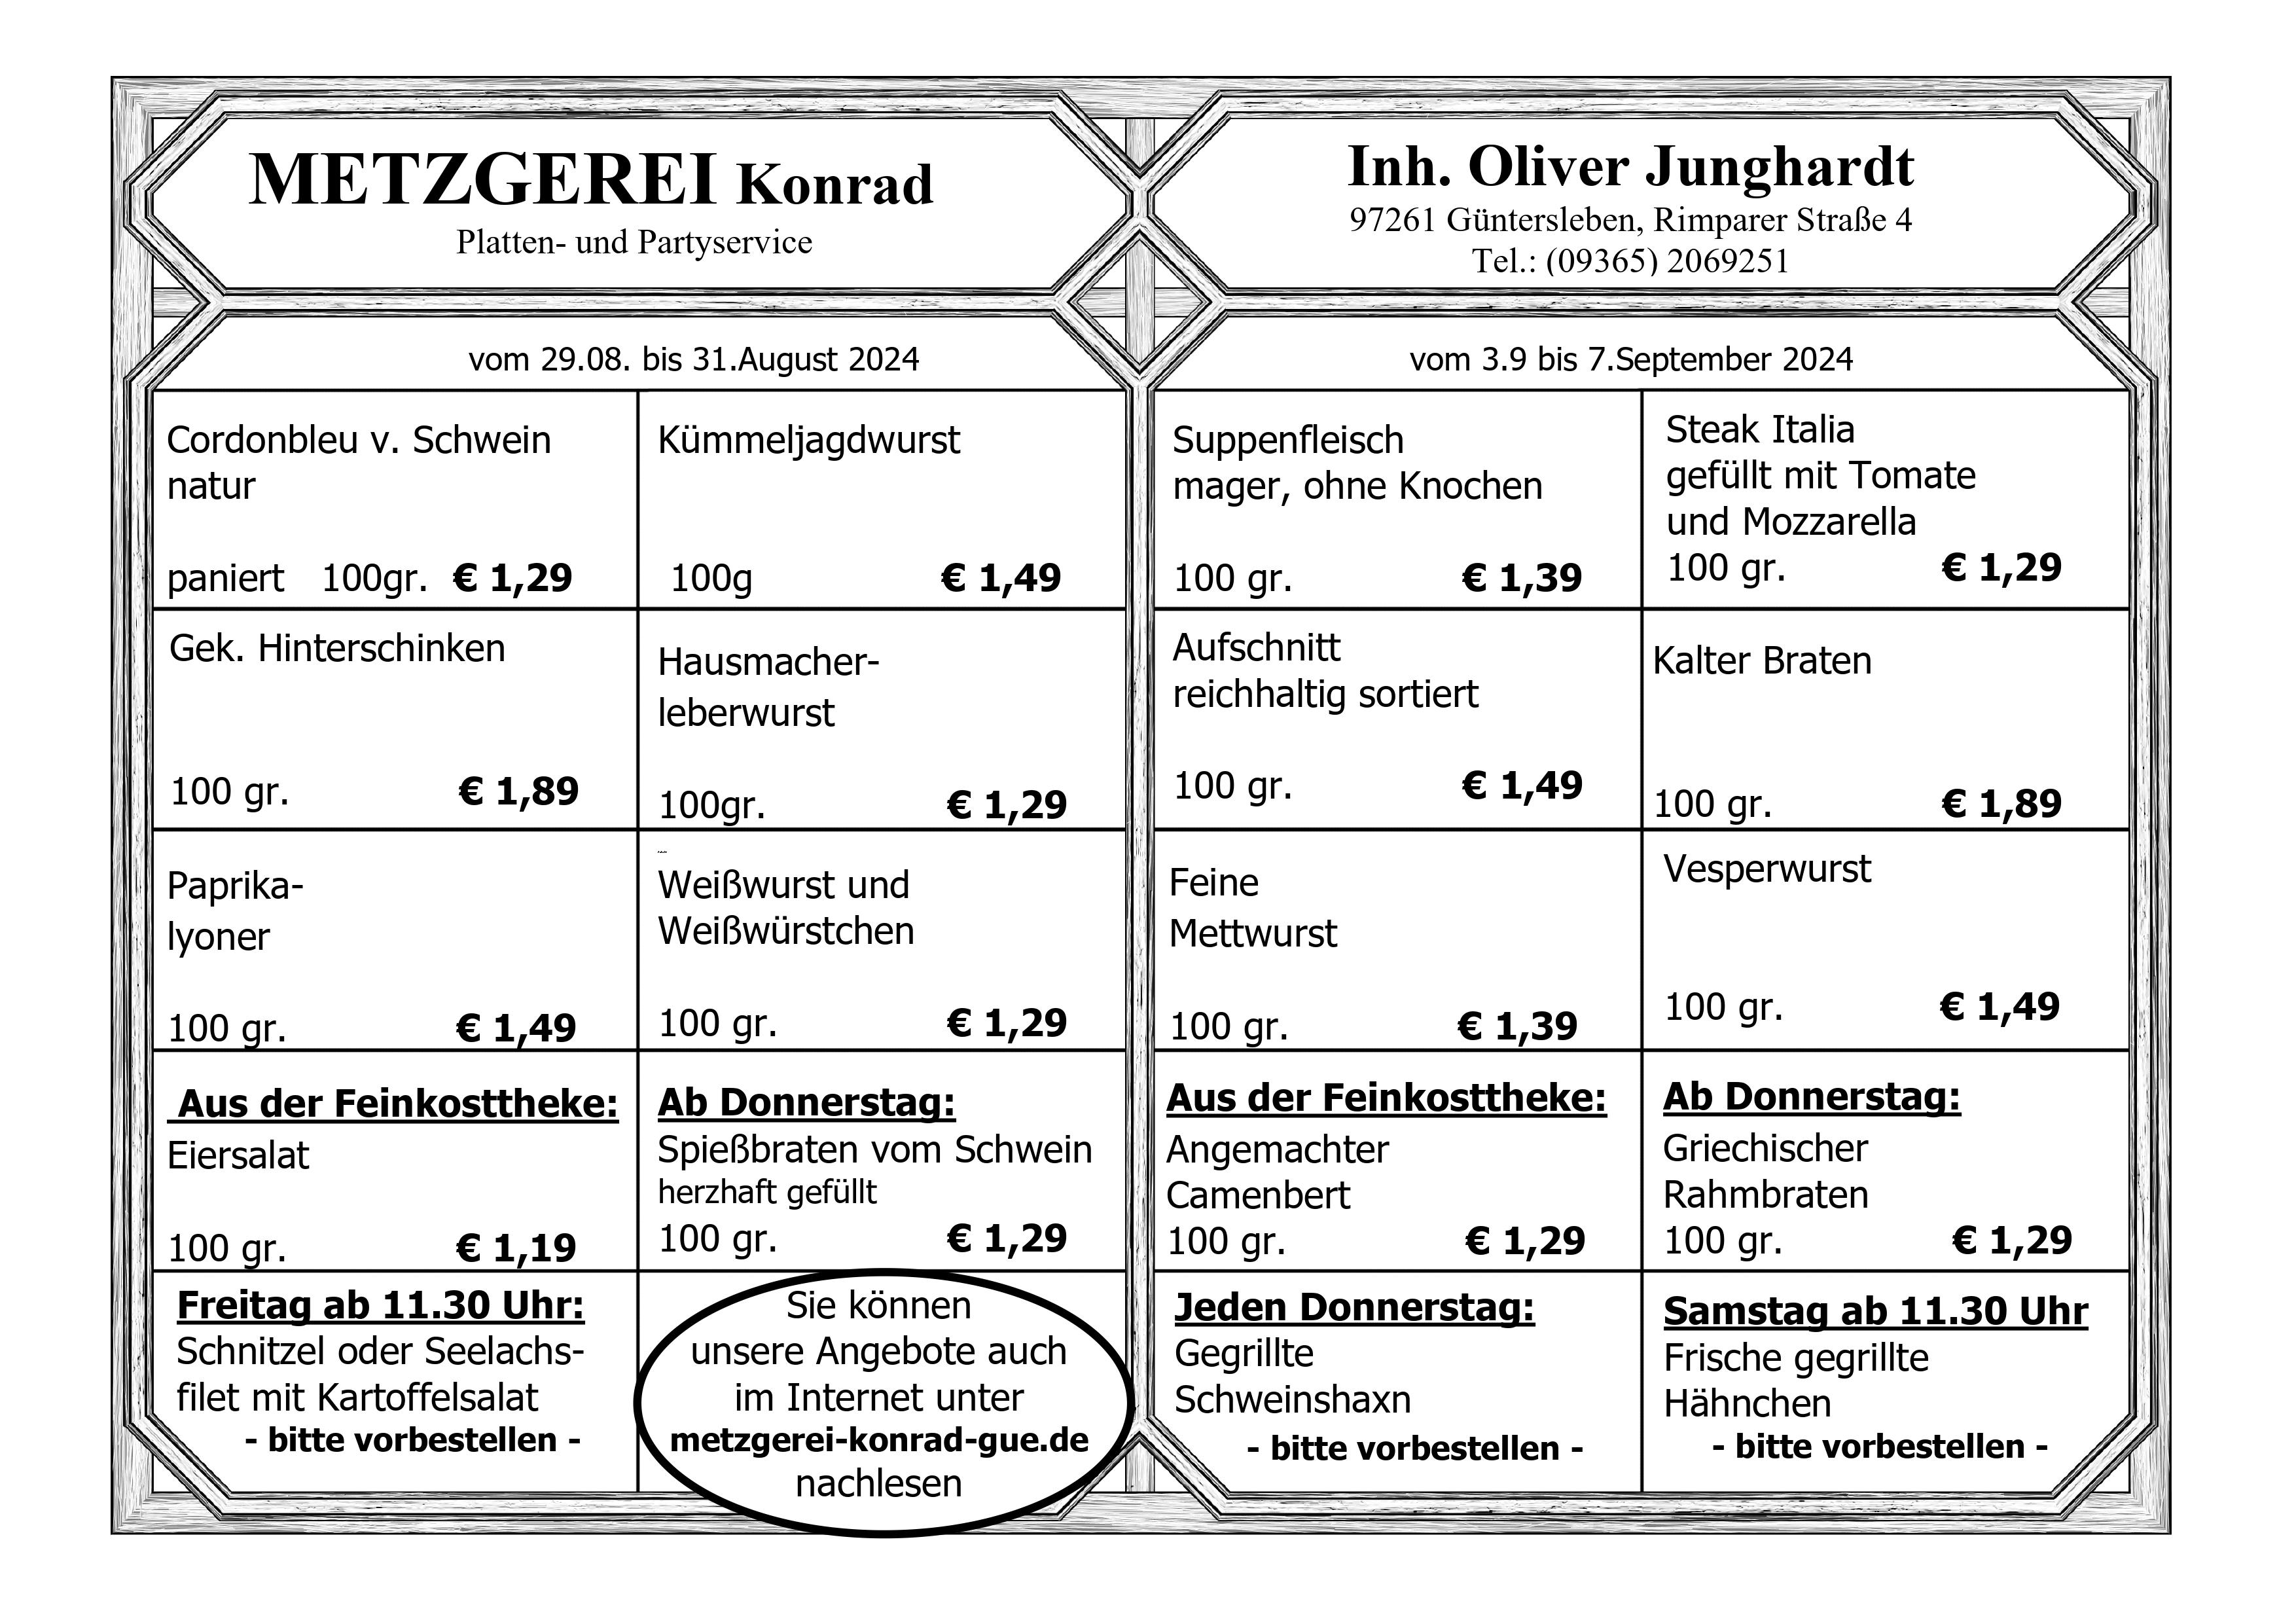 METZGEREI Konrad
Platten- und Partyservice
Inh. Oliver Junghardt
97261 Güntersleben, Rimparer Straße 4
Tel.: (09365) 2069251
vom 29.08. bis 31.August 2024
Cordonbleu v. Schwein
natur
paniert 100gr. € 1,29
Kümmeljagdwurst
100g € 1,49
Gek. Hinterschinken
100 gr. € 1,89
Hausmacher-
leberwurst
100gr. € 1,29
Paprika-
lyoner
100 gr. € 1,49
Weißwurst und
Weißwürstchen
100 gr. € 1,29
Aus der Feinkosttheke:
Eiersalat
100 gr. € 1,19
Ab Donnerstag:
Spießbraten vom Schwein
herzhaft gefüllt
100 gr. € 1,29
Freitag ab 11.30 Uhr:
Schnitzel oder Seelachs-
filet mit Kartoffelsalat
- bitte vorbestellen -
Sie können
unsere Angebote auch
im Internet unter
metzgerei-konrad-gue.de
nachlesen
vom 3.9 bis 7.September 2024
Suppenfleisch
mager, ohne Knochen
100 gr. € 1,39
Steak Italia
gefüllt mit Tomate
und Mozzarella
100 gr. € 1,29
Aufschnitt
reichhaltig sortiert
100 gr. € 1,49
Kalter Braten
100 gr. € 1,89
Feine
Mettwurst
100 gr. € 1,39
Vesperwurst
100 gr. € 1,49
Aus der Feinkosttheke:
Angemachter
Camenbert
100 gr. € 1,29
Ab Donnerstag:
Griechischer
Rahmbraten
100 gr. € 1,29
Jeden Donnerstag:
Gegrillte
Schweinshaxn
- bitte vorbestellen -
Samstag ab 11.30 Uhr
Frische gegrillte
Hähnchen
- bitte vorbestellen -